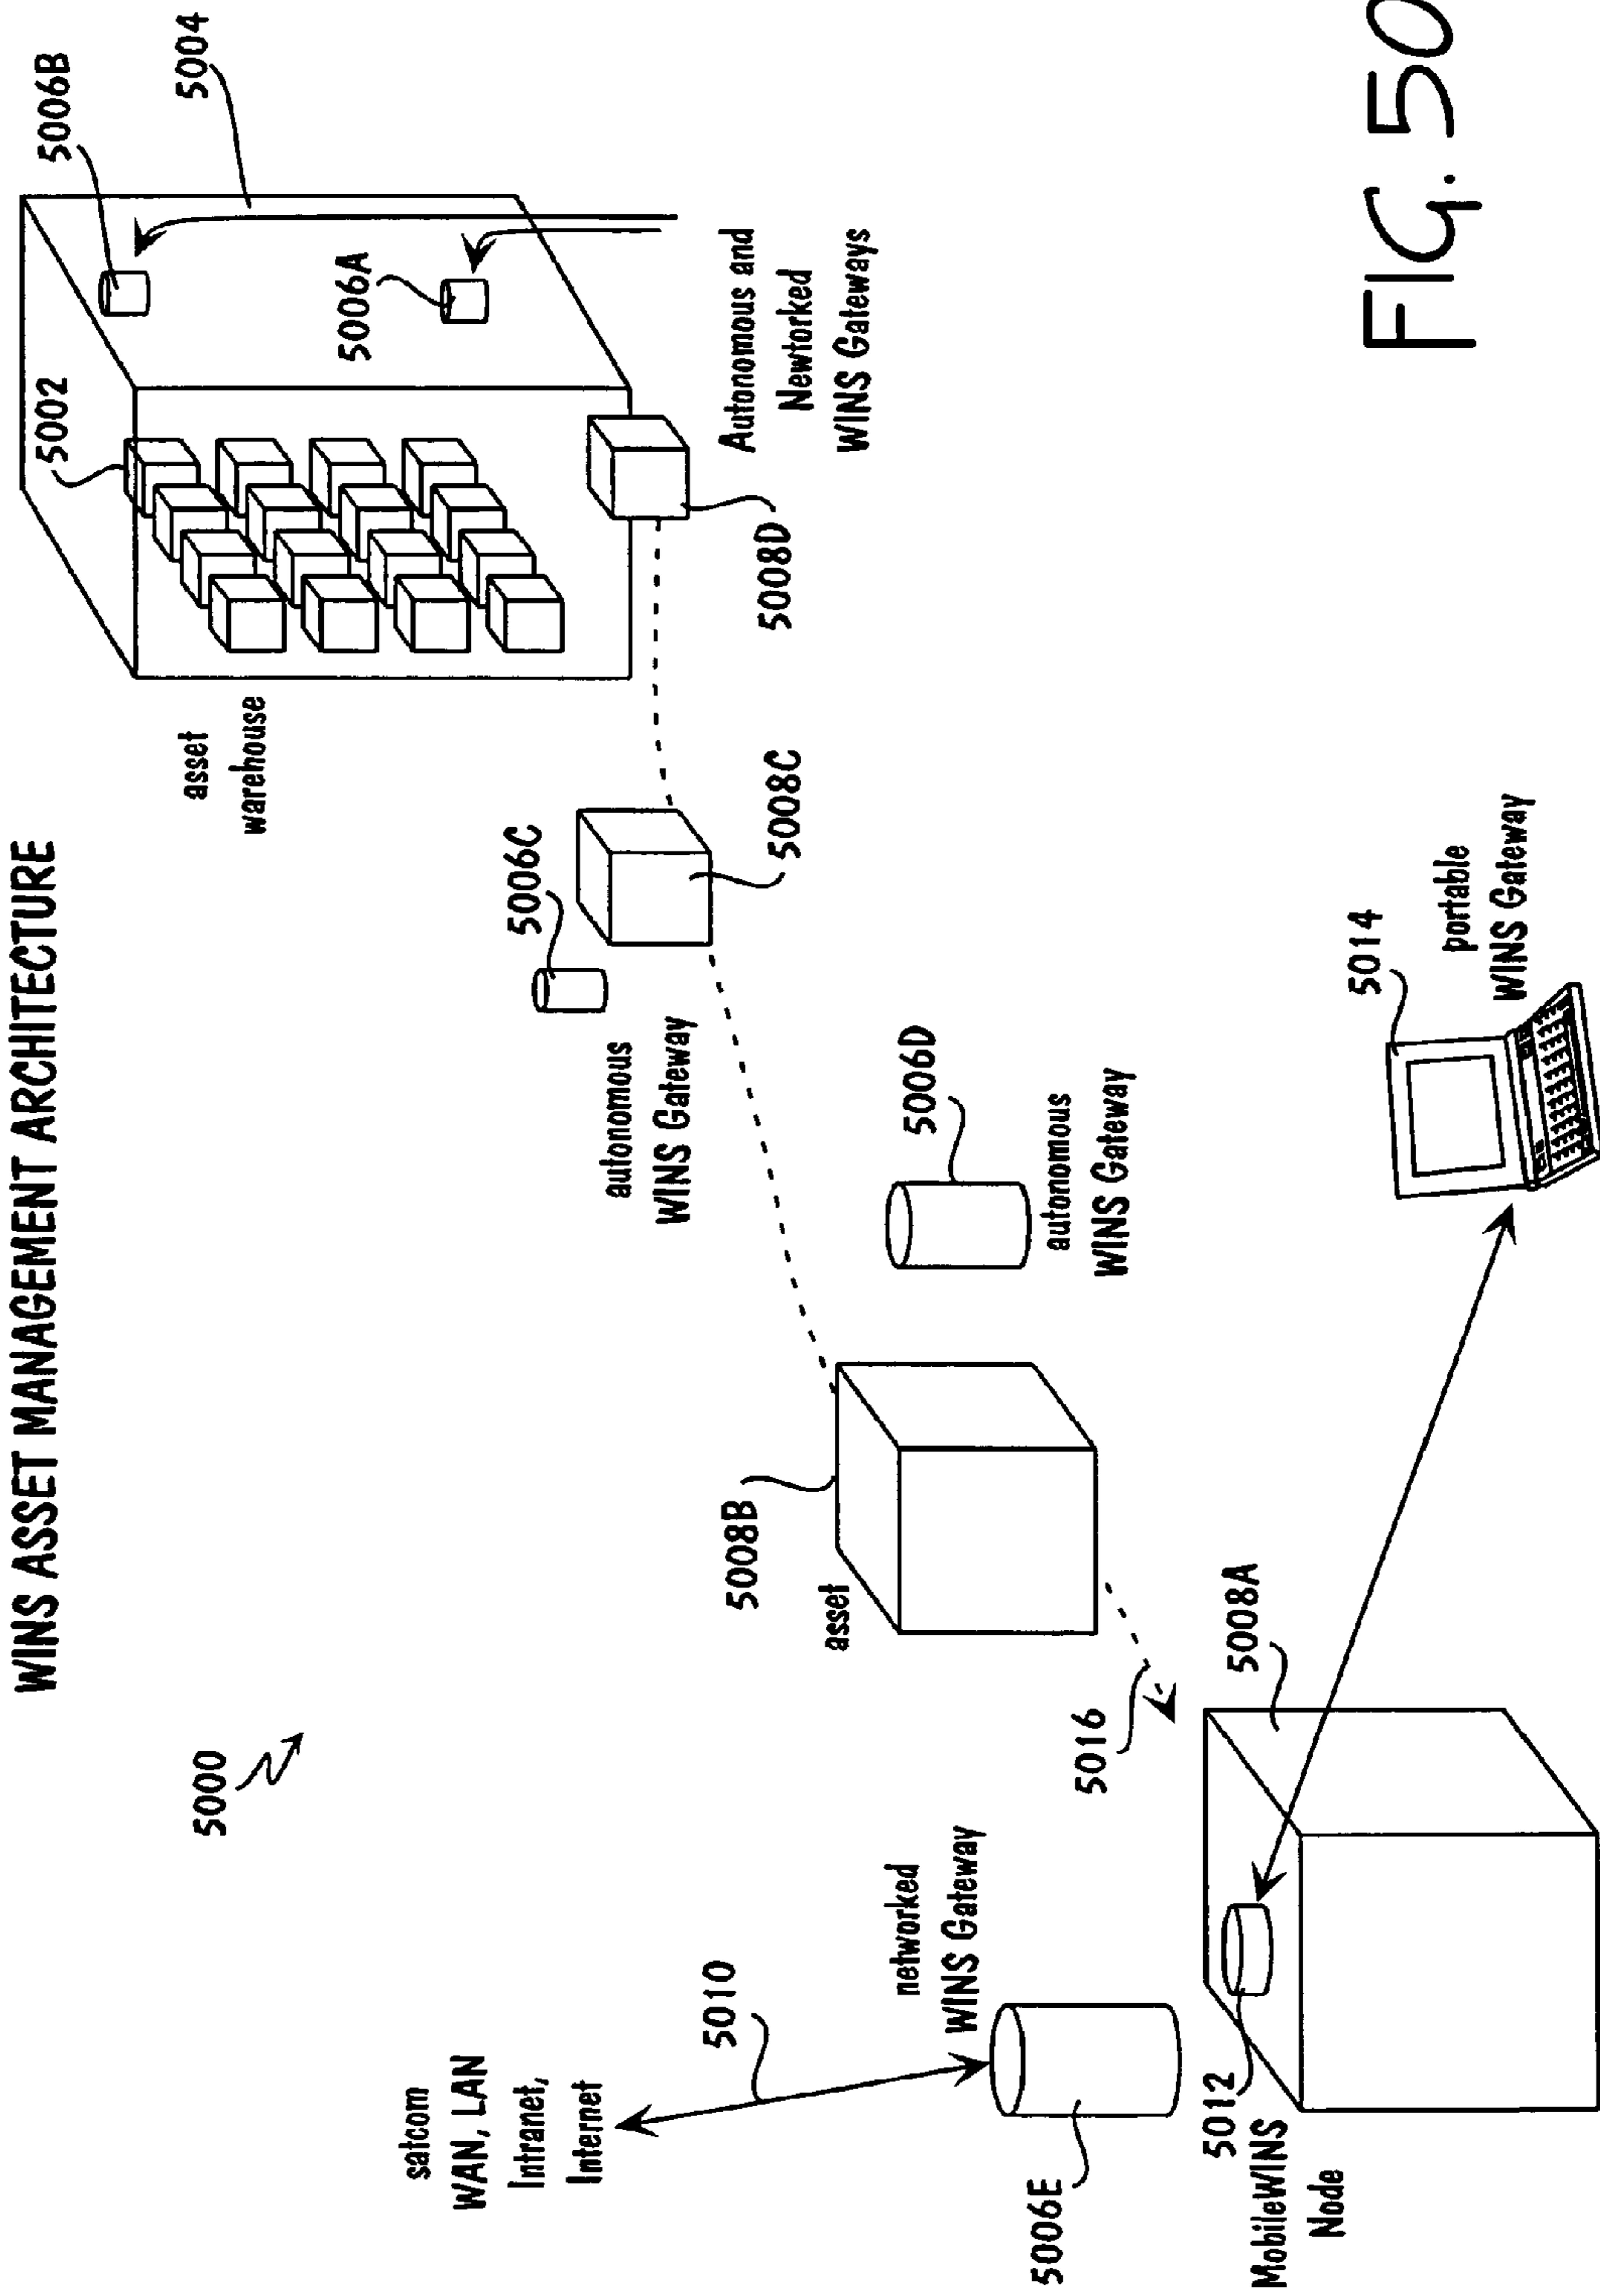 WINS ASSET MANAGEMENT ARCHITECTURE
5000
satcom
WAN, LAN
Intranet,
Internet
5010
networked
WINS Gateway
5006E
5012
MobileWINS
Node
5008A
5016
5008B
asset
5006D
autonomous
WINS Gateway
5014
portable
WINS Gateway
5006C
autonomous
WINS Gateway
5008C
asset
warehouse
5002
5006B
5004
5006A
5008D
Autonomous and
Newtorked
WINS Gateways
FIG. 50